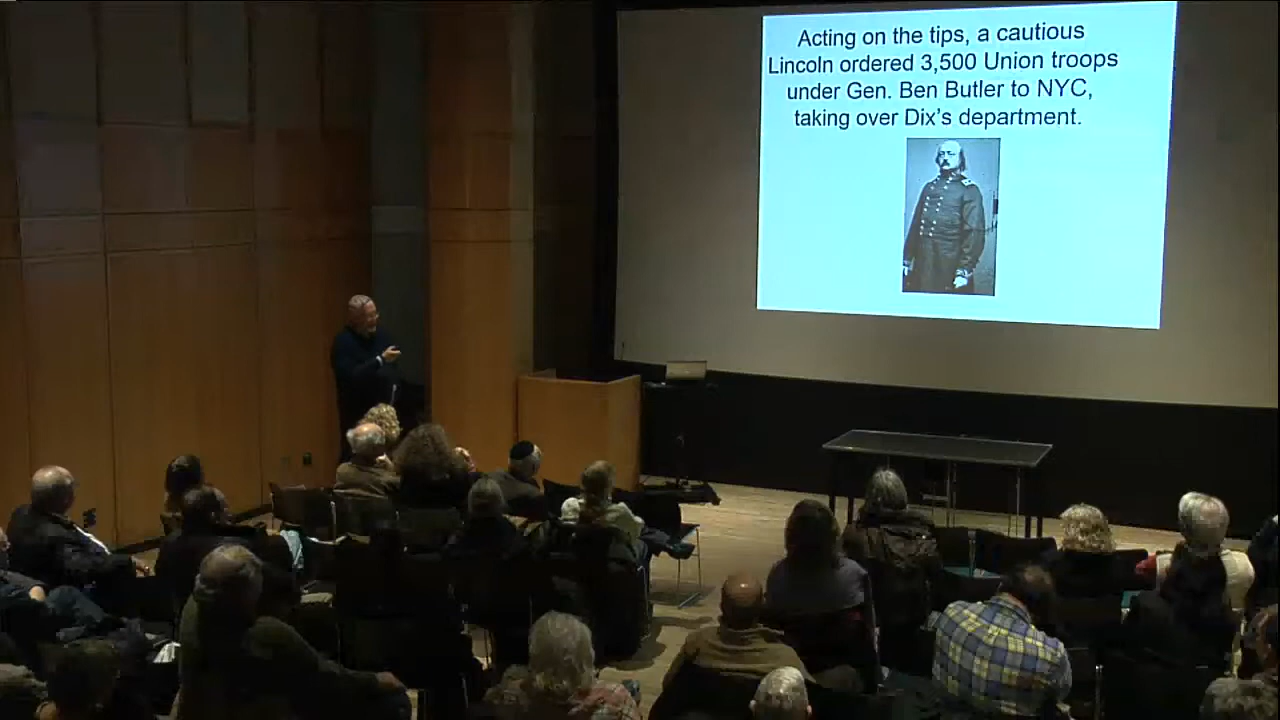 Acting on the tips, a cautious
Lincoln ordered 3,500 Union troops
under Gen. Ben Butler to NYC,
taking over Dix's department.